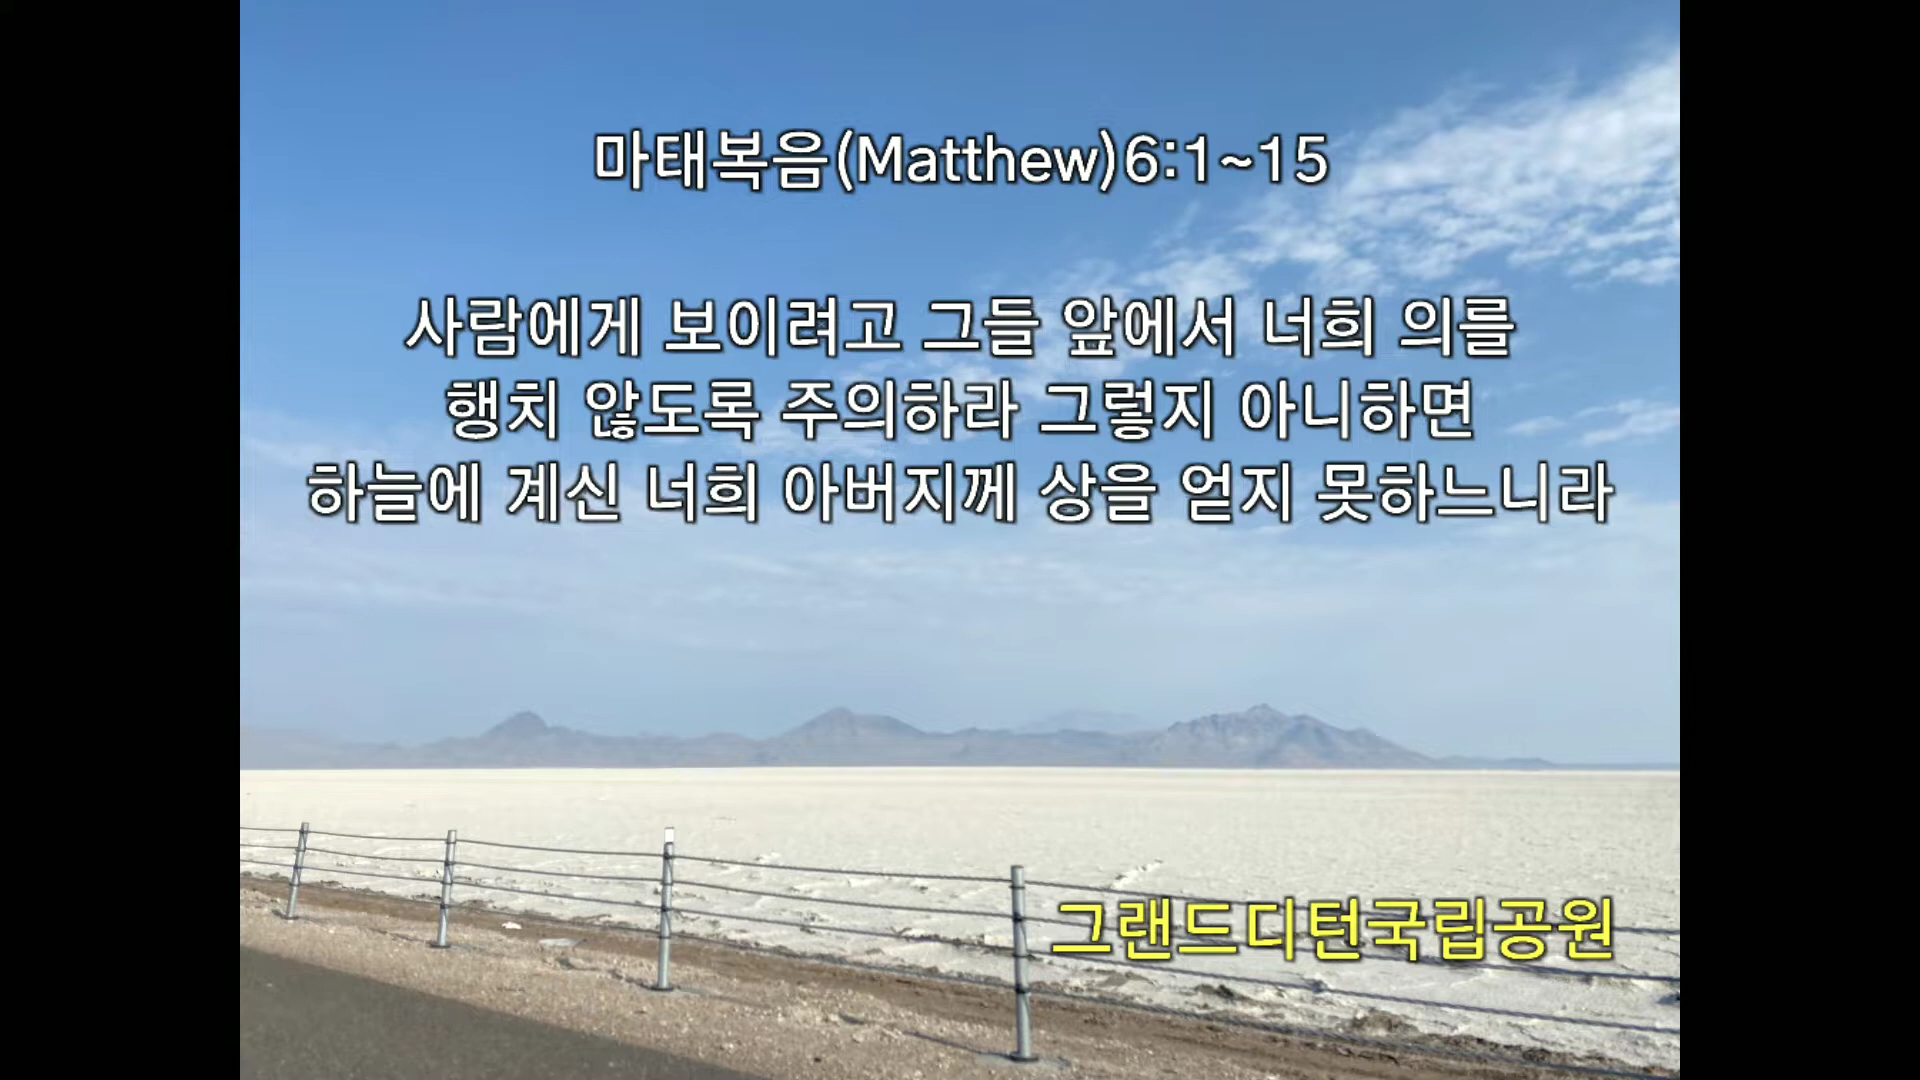 마태복음(Matthew)6:1~15
사람에게 보이려고 그들 앞에서 너희 의를
행치 않도록 주의하라 그렇지 아니하면
하늘에 계신 너희 아버지께 상을 얻지 못하느니라
그랜드디턴국립공원